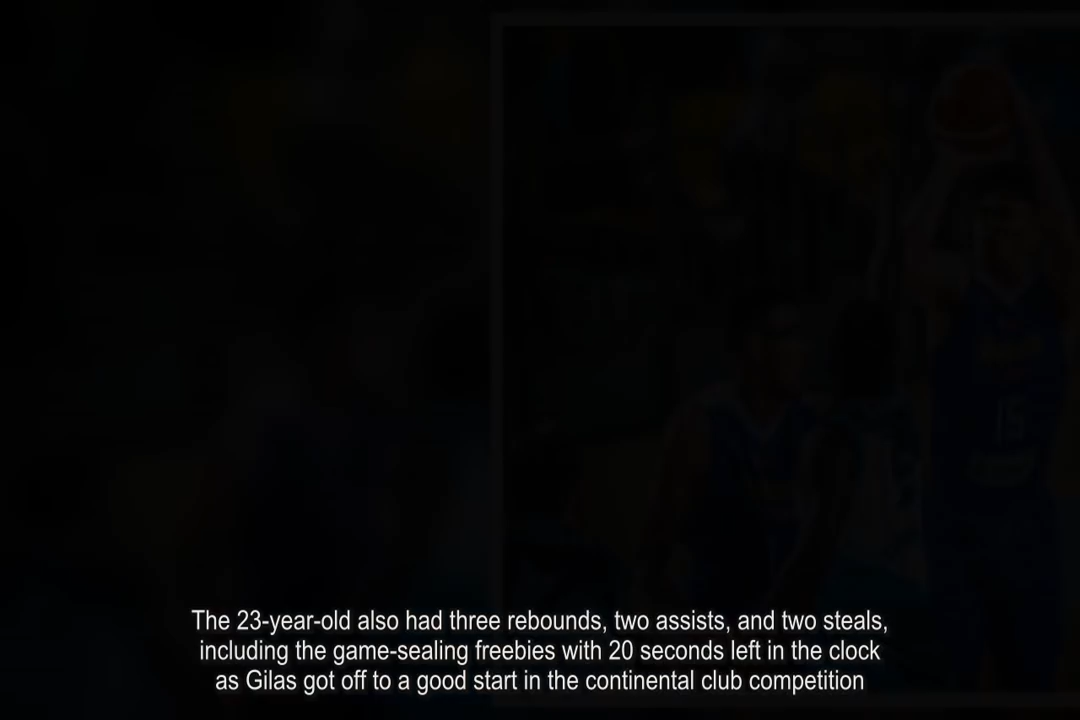 The 23-year-old also had three rebounds, two assists, and two steals,
including the game-sealing freebies with 20 seconds left in the clock
as Gilas got off to a good start in the continental club competition